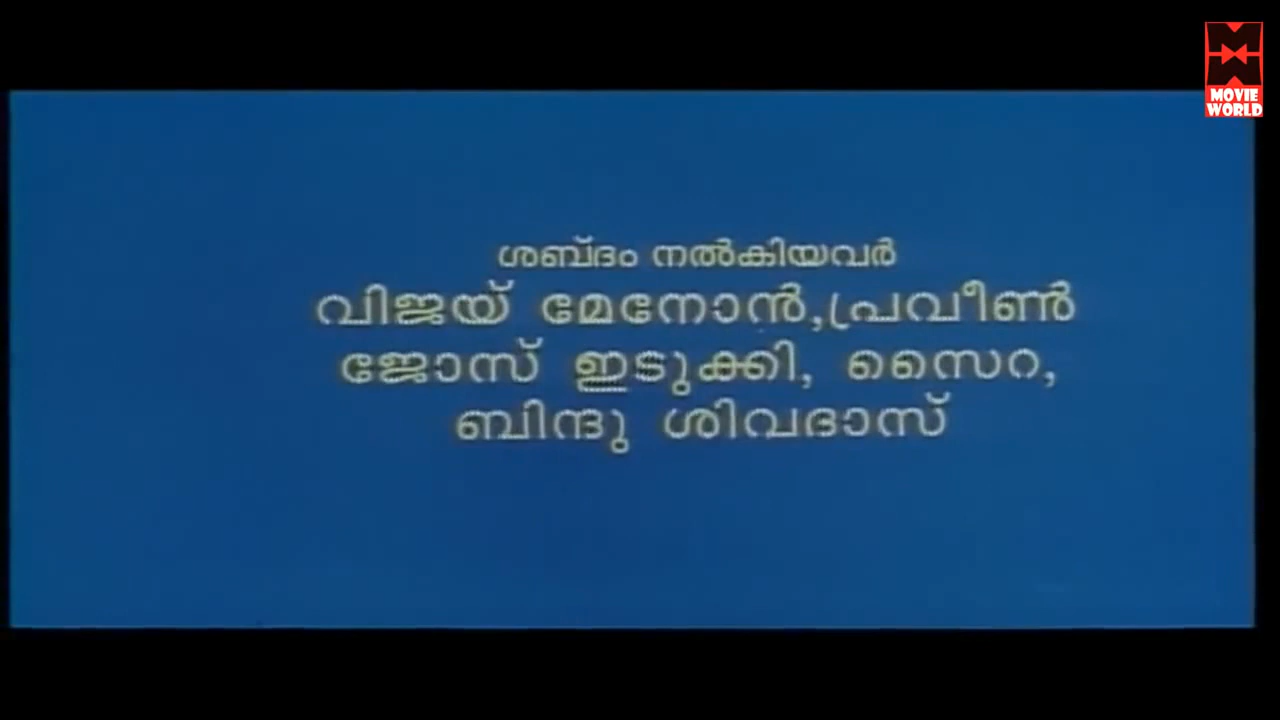 MOVIE
WORLD
ശബ്ദം നൽകിയവർ
വിജയ് മേനോൻ,പ്രവീൺ
ജോസ് ഇടുക്കി, സൈറ,
ബിന്ദു ശിവദാസ്